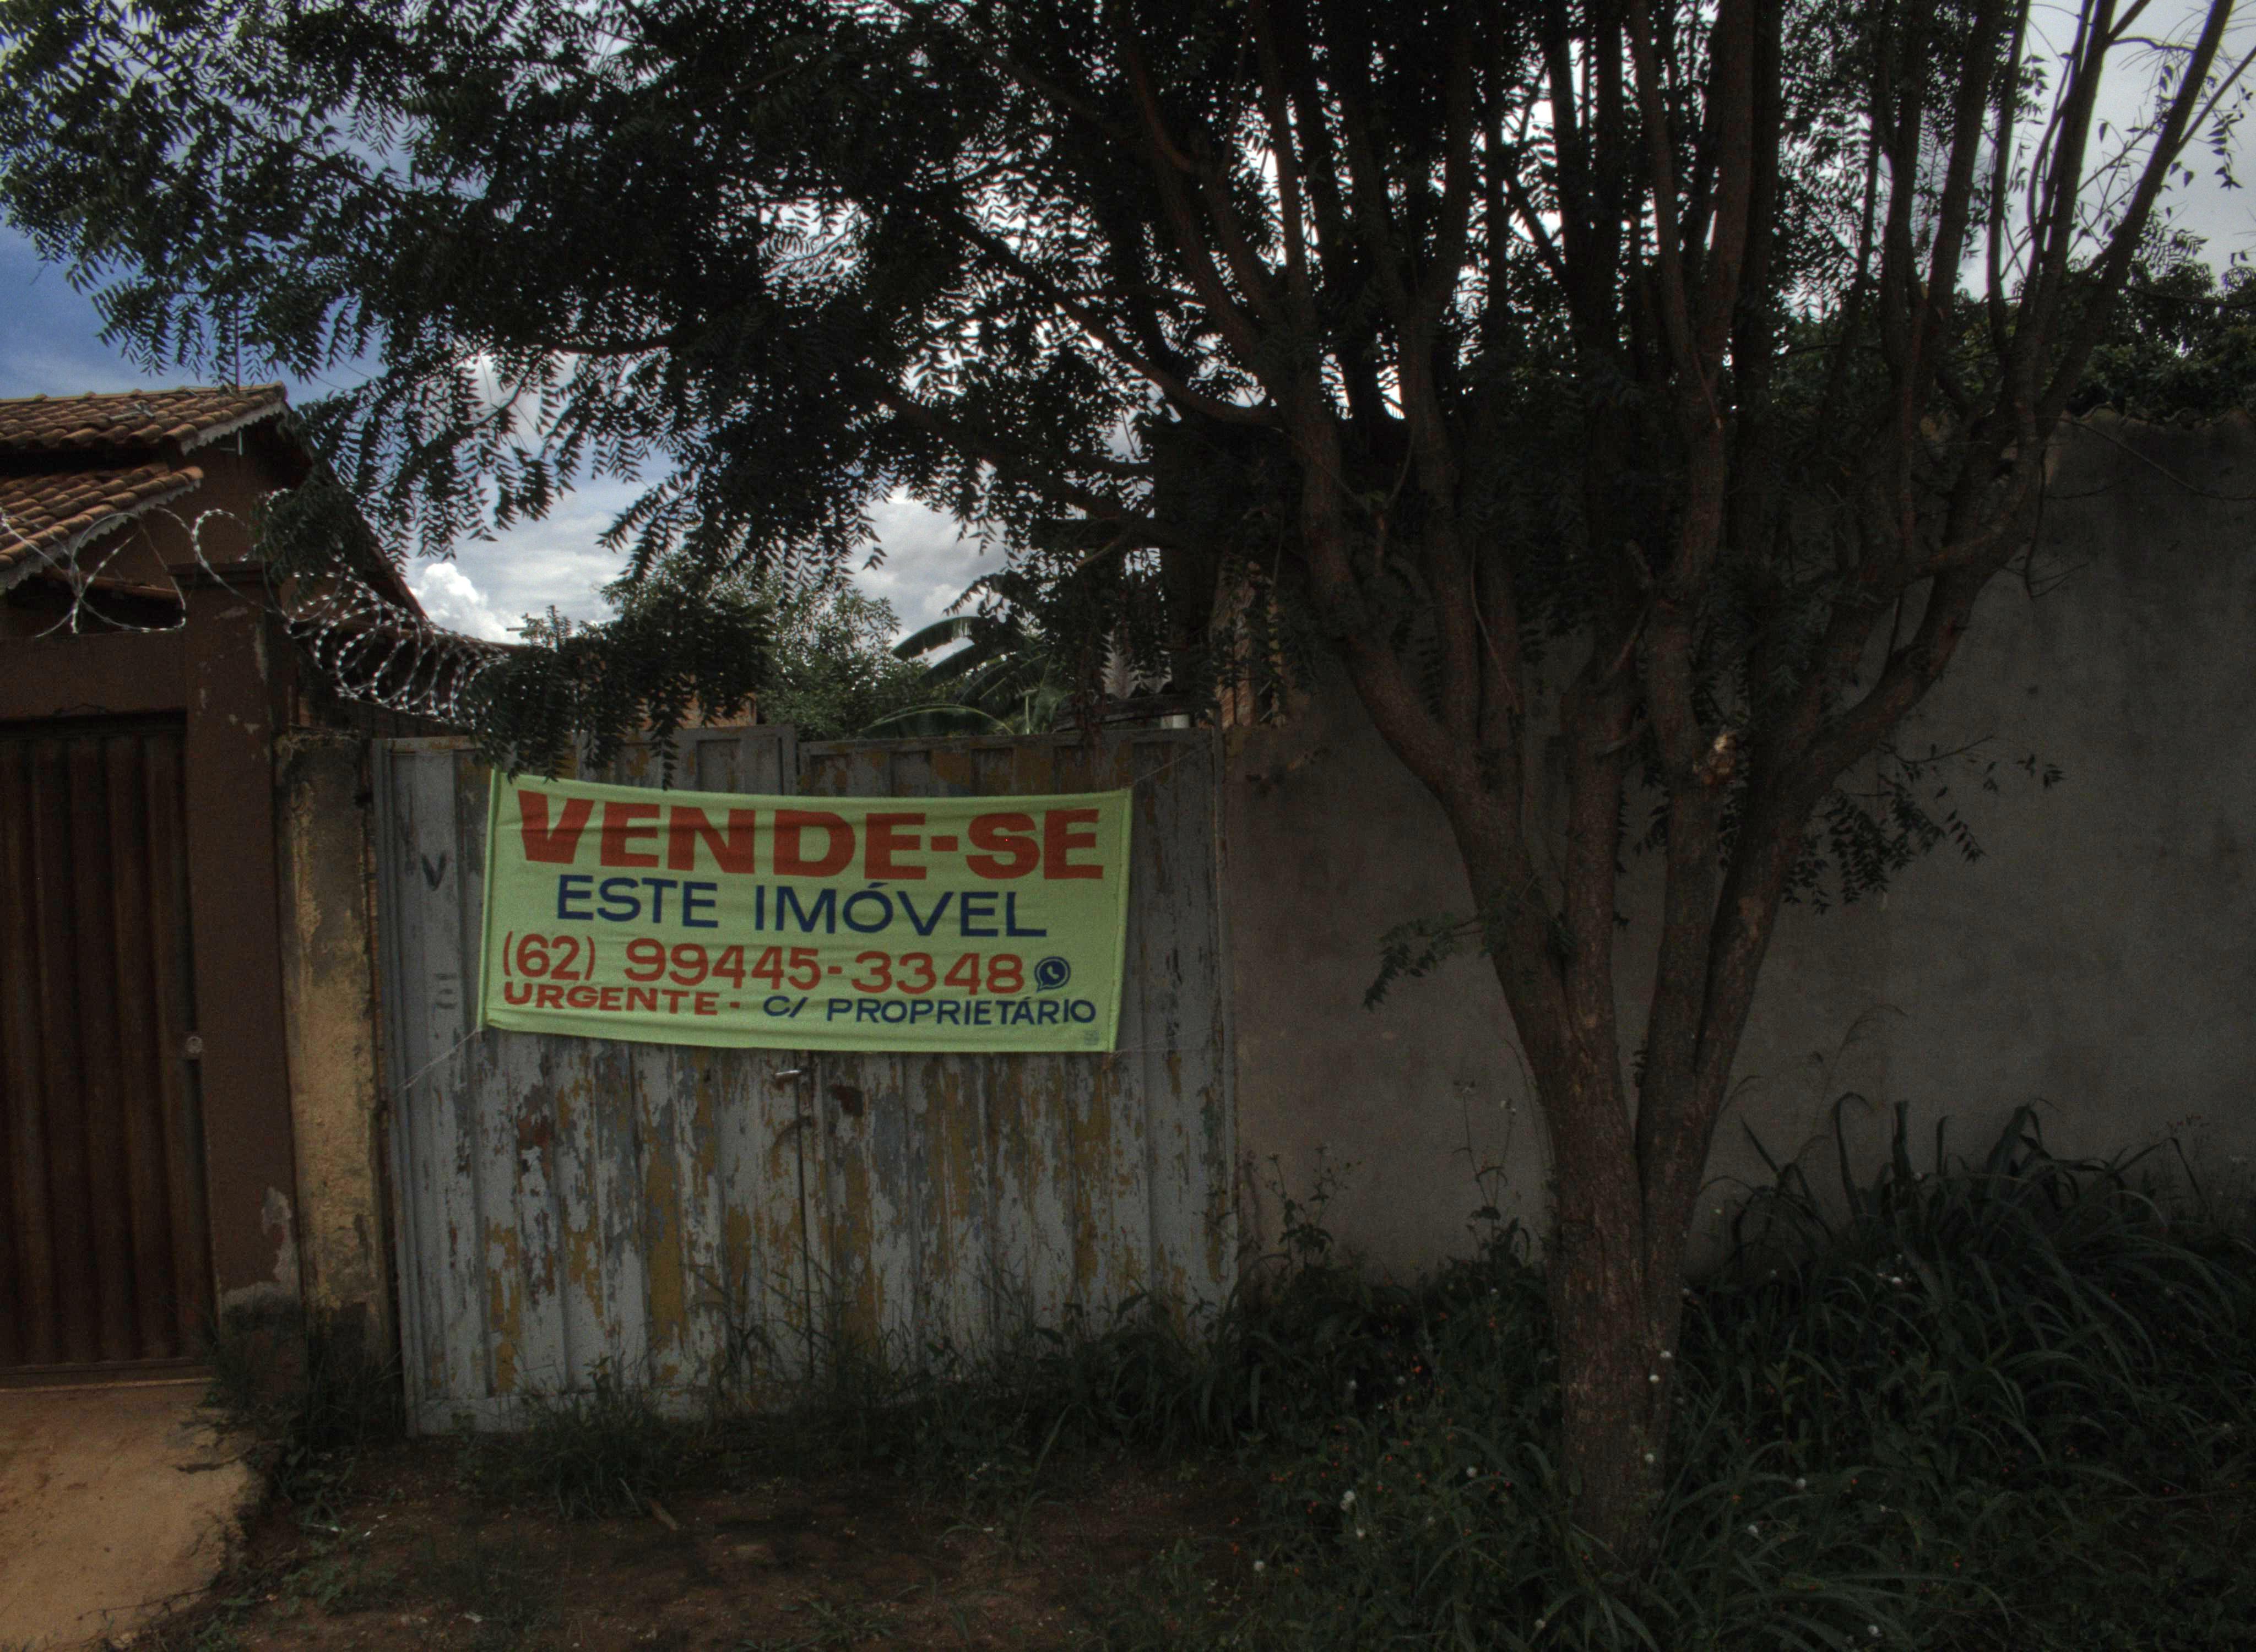 VENDE-SE
ESTE IMÓVEL
(62) 99445-3348
URGENTE - C/ PROPRIETÁRIO